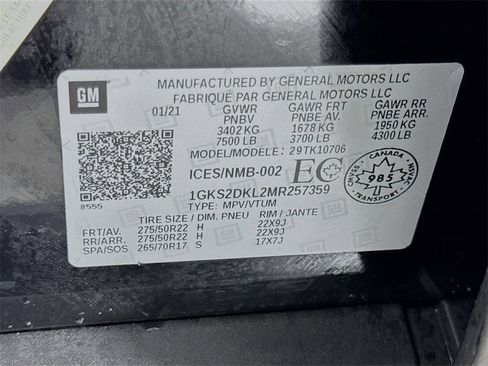 GM
MANUFACTURED BY GENERAL MOTORS LLC
FABRIQUÉ PAR GENERAL MOTORS LLC
01/21 GVWR GAWR FRT GAWR RR
PNBV PNBE AV. PNBE ARR.
3402 KG 1678 KG 1950 KG
7500 LB 3700 LB 4300 LB
MODEL/MODELE: 29TK10706
ICES/NMB-002 EC
1GKS2DKL2MR257359
8555 TYPE: MPV/VTUM
TIRE SIZE / DIM. PNEU RIM / JANTE
FRT/AV. 275/50R22 H 22X9J
RR/ARR. 275/50R22 H 22X9J
SPA/SOS 265/70R17 S 17X7J
CANADA
985